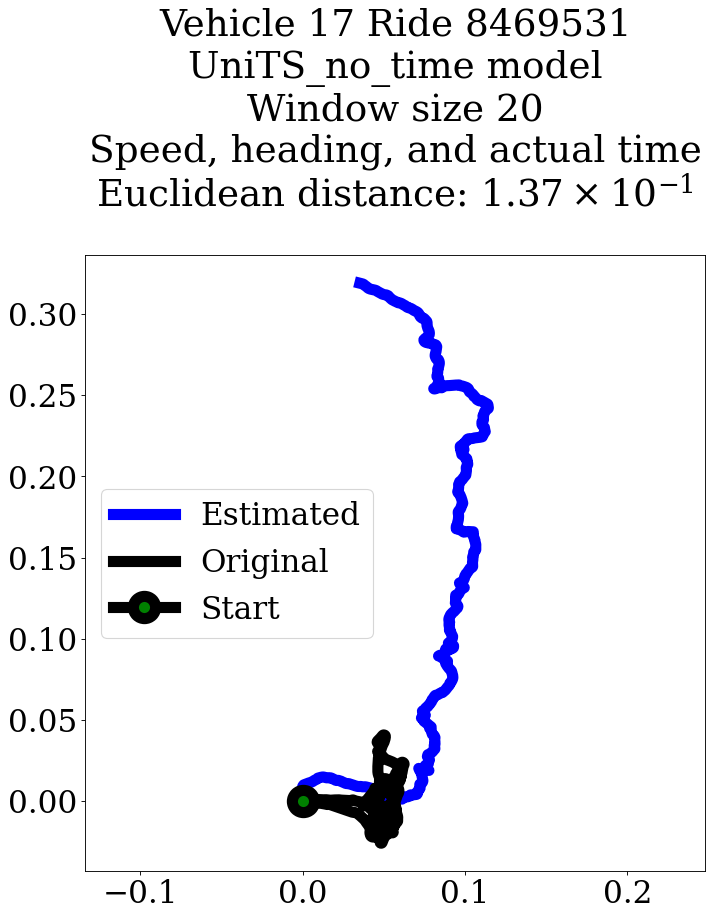 Vehicle 17 Ride 8469531
UniTS_no_time model
Window size 20
Speed, heading, and actual time
Euclidean distance: 1.37 × 10⁻¹
0.30
0.25
0.20
0.15
0.10
0.05
0.00
Estimated
Original
Start
−0.1
0.0
0.1
0.2